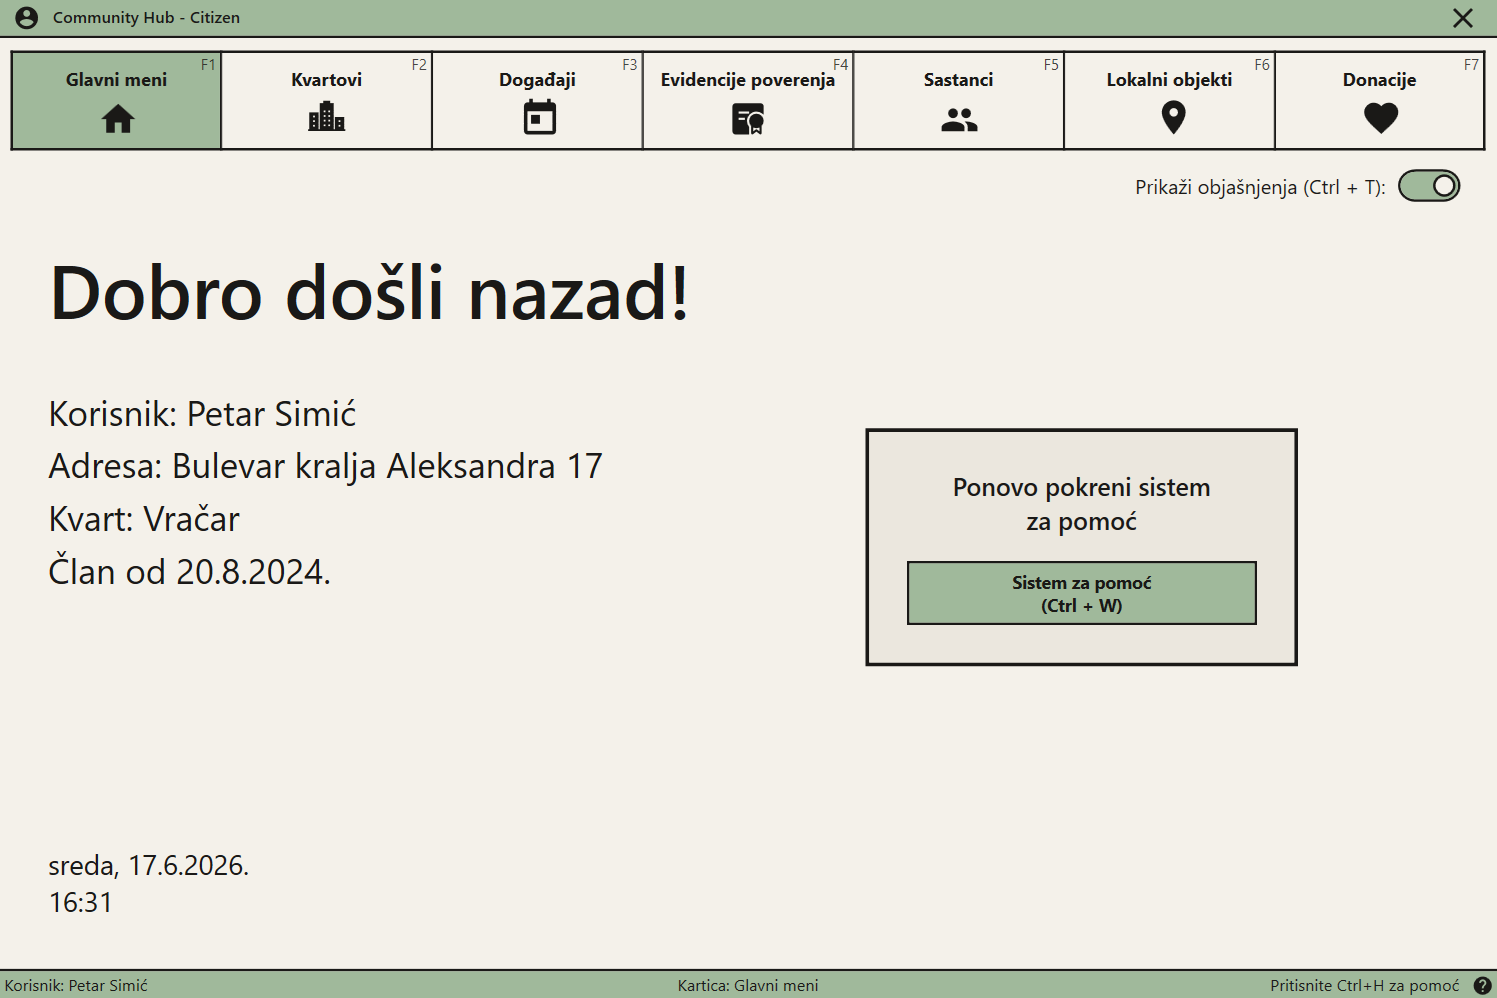 Community Hub - Citizen
Glavni meni F1
Kvartovi F2
Događaji F3
Evidencije poverenja F4
Sastanci F5
Lokalni objekti F6
Donacije F7
Prikaži objašnjenja (Ctrl + T):
Dobro došli nazad!
Korisnik: Petar Simić
Adresa: Bulevar kralja Aleksandra 17
Kvart: Vračar
Član od 20.8.2024.
Ponovo pokreni sistem
za pomoć
Sistem za pomoć
(Ctrl + W)
sreda, 17.6.2026.
16:31
Korisnik: Petar Simić
Kartica: Glavni meni
Pritisnite Ctrl+H za pomoć ?